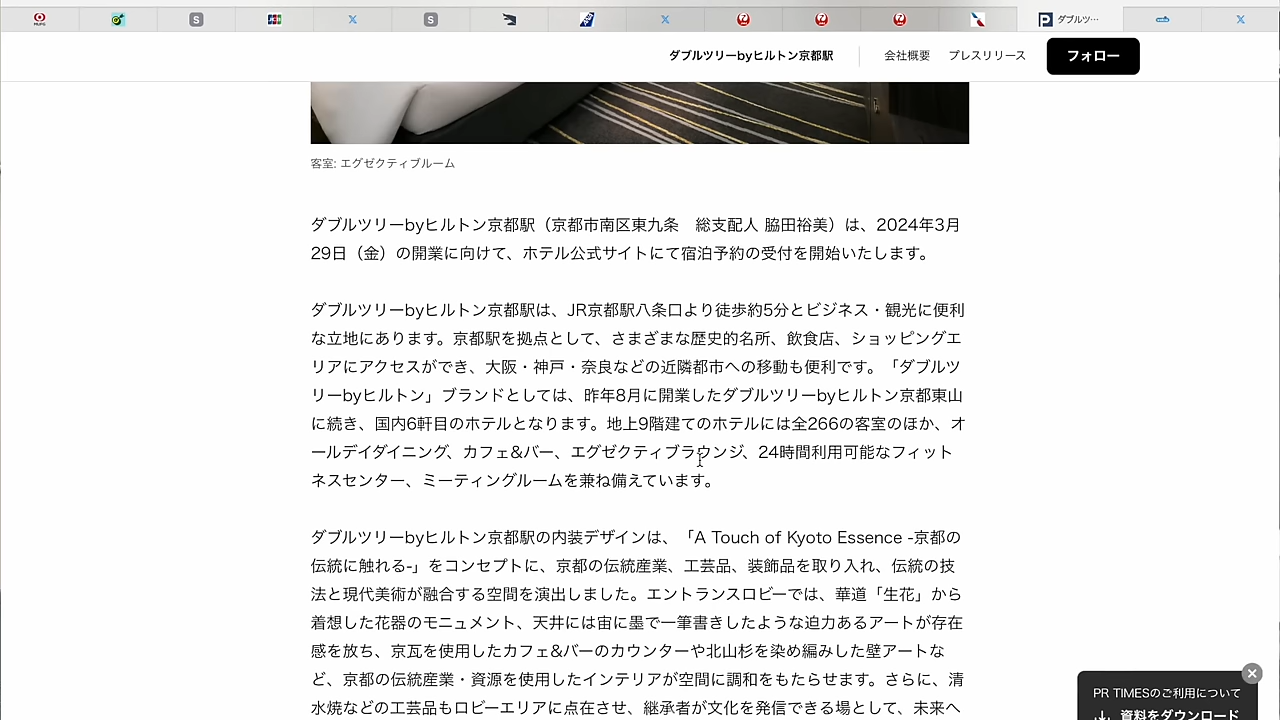 MUFG
S
JCB
S
ダブルツ…
ダブルツリーbyヒルトン京都駅
会社概要
プレスリリース
フォロー
客室: エグゼクティブルーム
ダブルツリーbyヒルトン京都駅（京都市南区東九条　総支配人 脇田裕美）は、2024年3月
29日（金）の開業に向けて、ホテル公式サイトにて宿泊予約の受付を開始いたします。
ダブルツリーbyヒルトン京都駅は、JR京都駅八条口より徒歩約5分とビジネス・観光に便利
な立地にあります。京都駅を拠点として、さまざまな歴史的名所、飲食店、ショッピングエ
リアにアクセスができ、大阪・神戸・奈良などの近隣都市への移動も便利です。「ダブルツ
リーbyヒルトン」ブランドとしては、昨年8月に開業したダブルツリーbyヒルトン京都東山
に続き、国内6軒目のホテルとなります。地上9階建てのホテルには全266の客室のほか、オ
ールデイダイニング、カフェ&バー、エグゼクティブラウンジ、24時間利用可能なフィット
ネスセンター、ミーティングルームを兼ね備えています。
ダブルツリーbyヒルトン京都駅の内装デザインは、「A Touch of Kyoto Essence -京都の
伝統に触れる-」をコンセプトに、京都の伝統産業、工芸品、装飾品を取り入れ、伝統の技
法と現代美術が融合する空間を演出しました。エントランスロビーでは、華道「生花」から
着想した花器のモニュメント、天井には宙に墨で一筆書きしたような迫力あるアートが存在
感を放ち、京瓦を使用したカフェ&バーのカウンターや北山杉を染め編みした壁アートな
ど、京都の伝統産業・資源を使用したインテリアが空間に調和をもたらせます。さらに、清
水焼などの工芸品もロビーエリアに点在させ、継承者が文化を発信できる場として、未来へ
PR TIMESのご利用について
資料をダウンロード